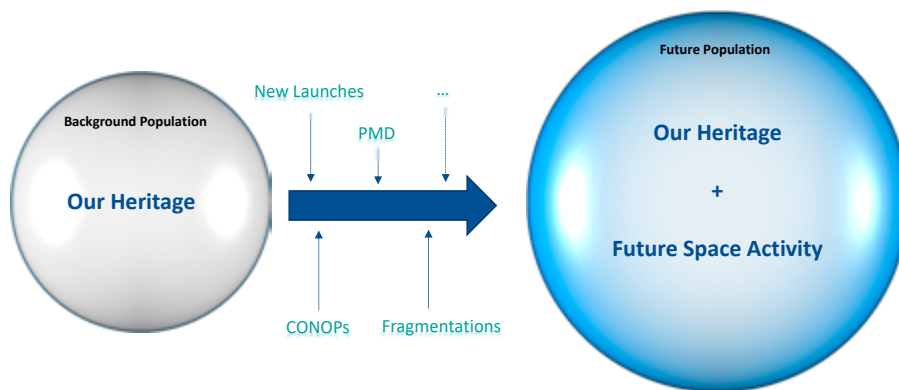 Background Population
Our Heritage
New Launches
...
PMD
CONOPs
Fragmentations
Future Population
Our Heritage
+
Future Space Activity